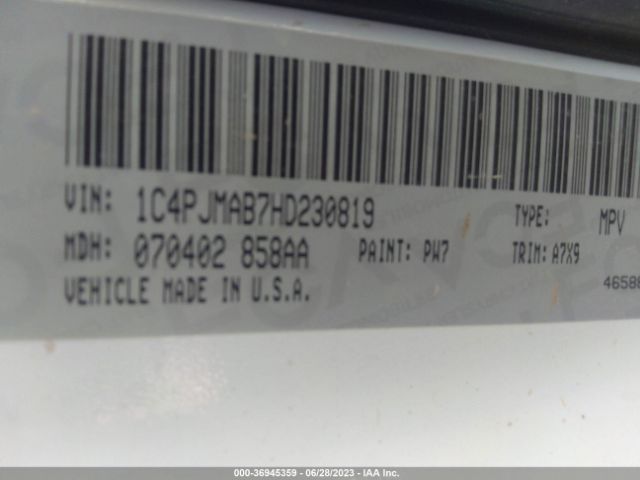 VIN: 1C4PJMAB7HD230819 TYPE: MPV
MDH: 070402 858AA PAINT: PW7 TRIM: A7X9
VEHICLE MADE IN U.S.A. 46588
000-36945359 | 06/28/2023 - IAA Inc.